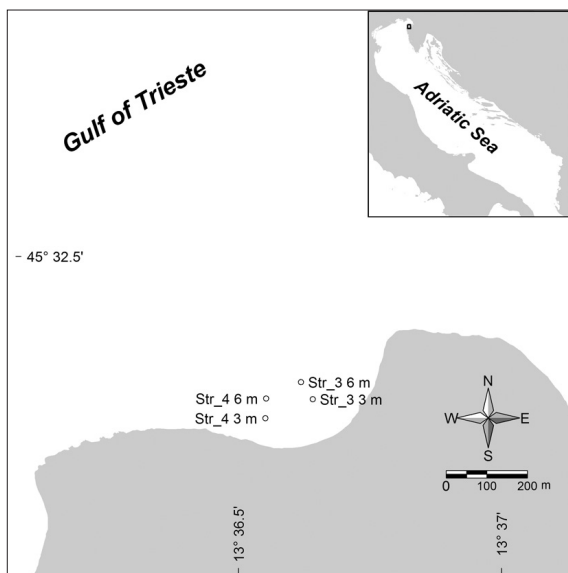 Gulf of Trieste
Adriatic Sea
45° 32.5'
Str_3 6 m
Str_4 6 m
Str_3 3 m
Str_4 3 m
N
W E
S
0 100 200 m
13° 36.5'
13° 37'